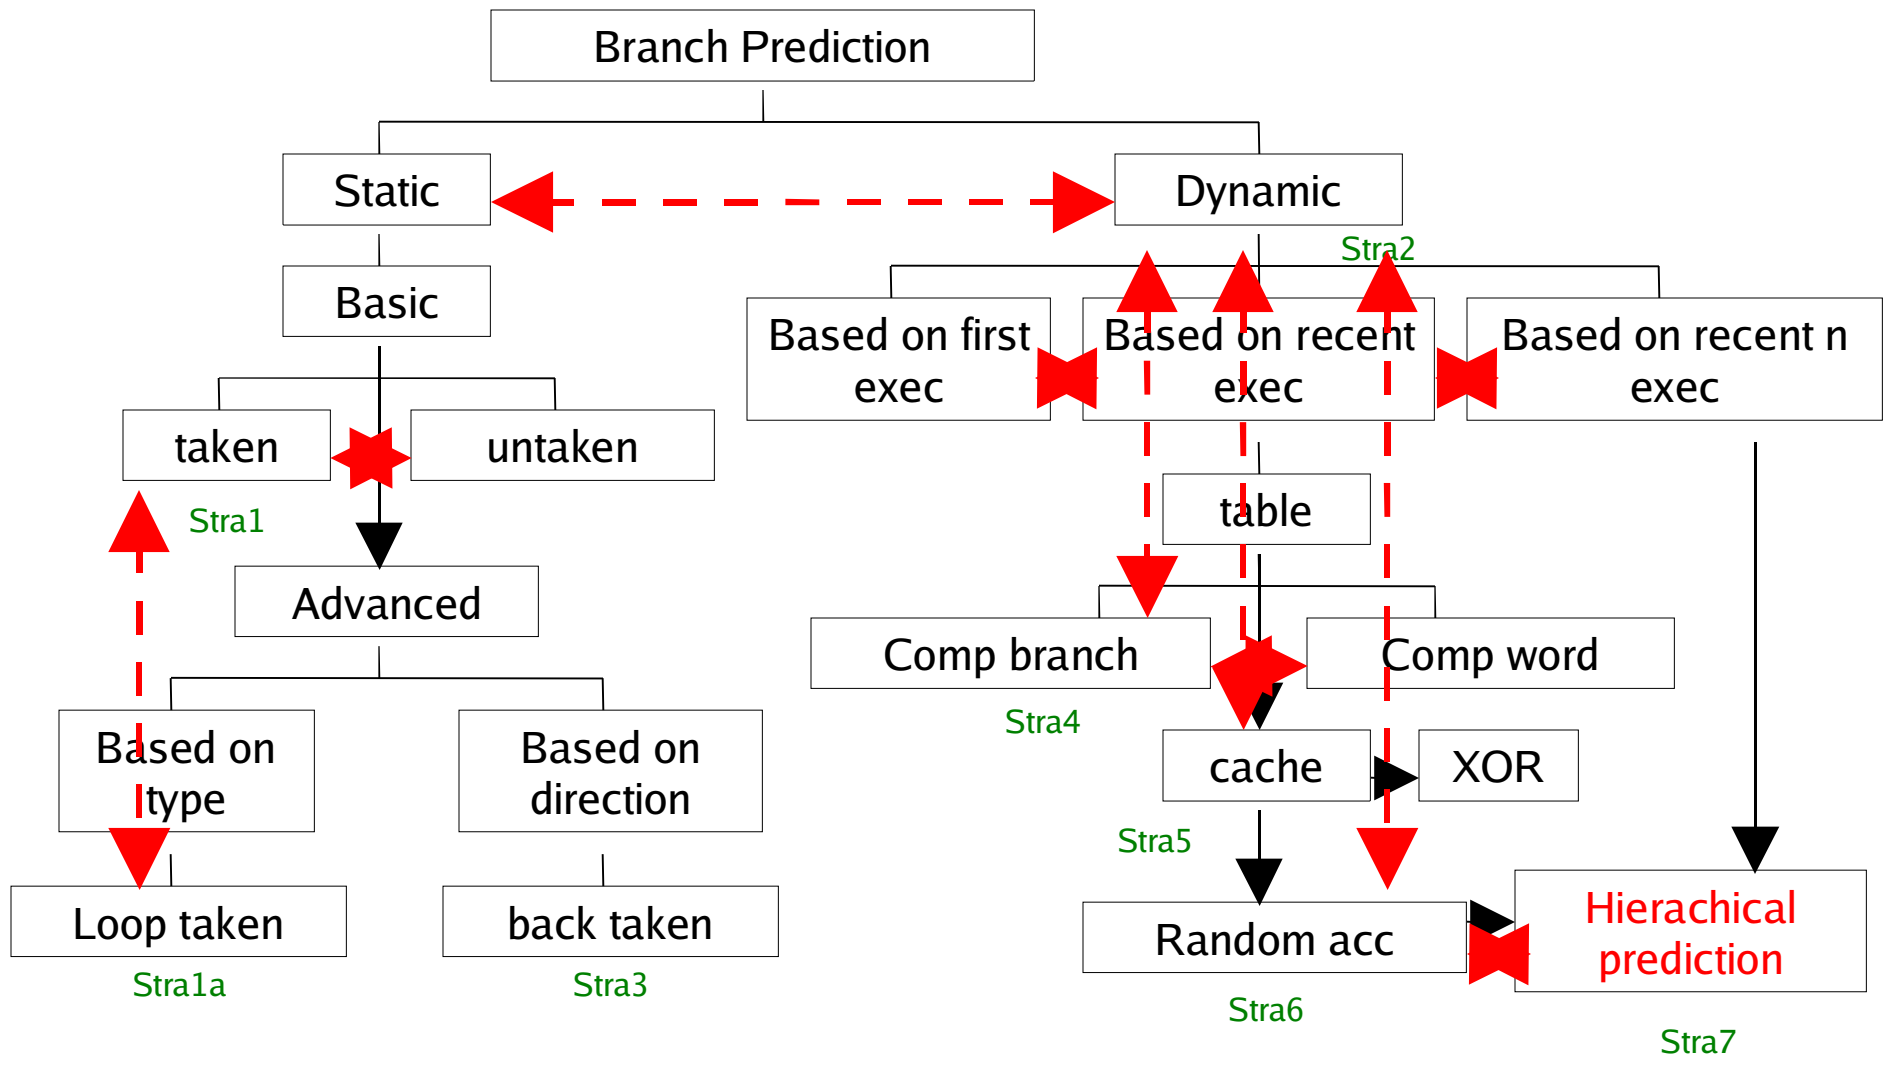 Branch Prediction
Static
Dynamic
Stra2
Basic
Based on first
exec
Based on recent
exec
Based on recent n
exec
taken
untaken
Stra1
table
Advanced
Comp branch
Comp word
Stra4
Based on
type
Based on
direction
cache
XOR
Stra5
Loop taken
back taken
Random acc
Hierachical
prediction
Stra1a
Stra3
Stra6
Stra7